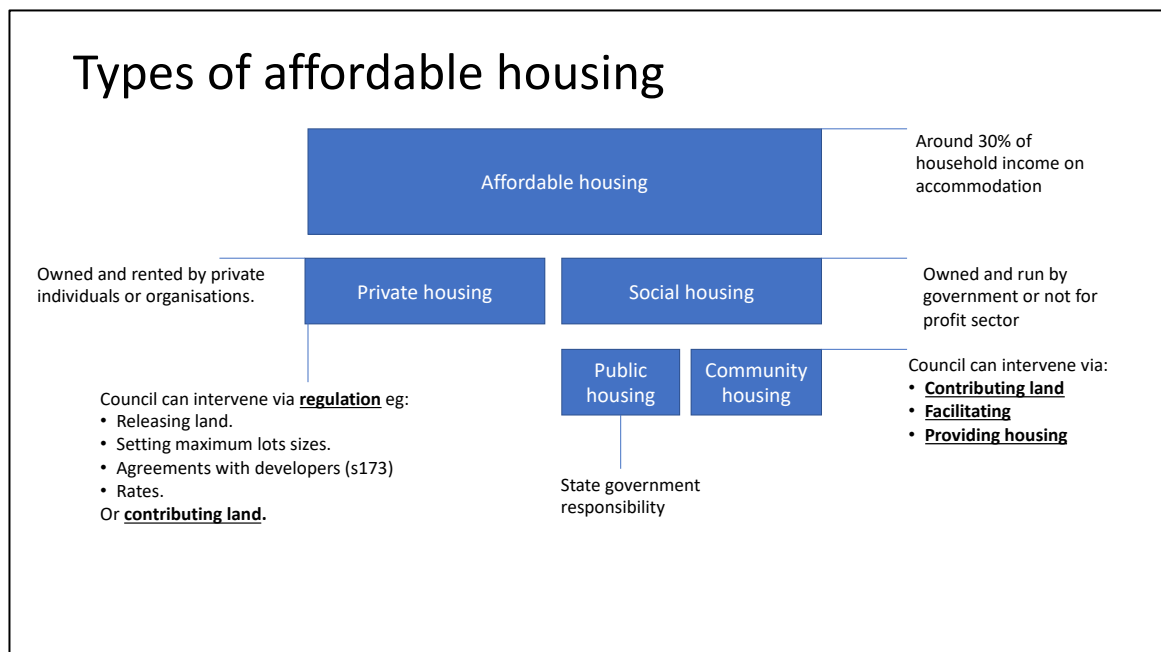 Types of affordable housing
Affordable housing
Around 30% of
household income on
accommodation
Owned and rented by private
individuals or organisations.
Private housing
Social housing
Owned and run by
government or not for
profit sector
Public
housing
Community
housing
Council can intervene via regulation eg:
• Releasing land.
• Setting maximum lots sizes.
• Agreements with developers (s173)
• Rates.
Or contributing land.
State government
responsibility
Council can intervene via:
• Contributing land
• Facilitating
• Providing housing